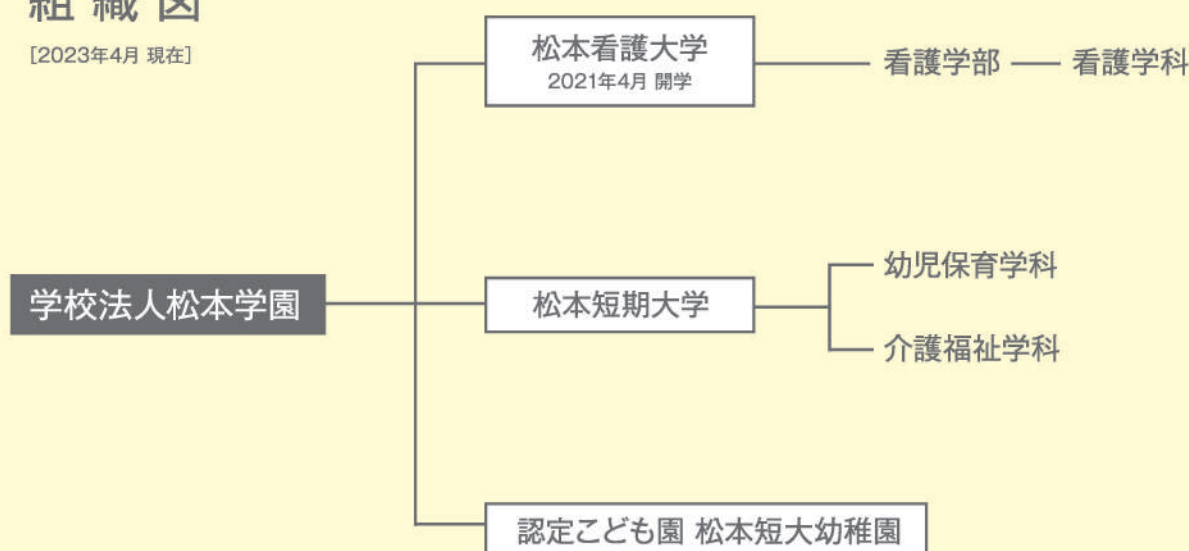 組織図
[2023年4月 現在]
松本看護大学
2021年4月 開学
看護学部
看護学科
学校法人松本学園
松本短期大学
幼児保育学科
介護福祉学科
認定こども園 松本短大幼稚園